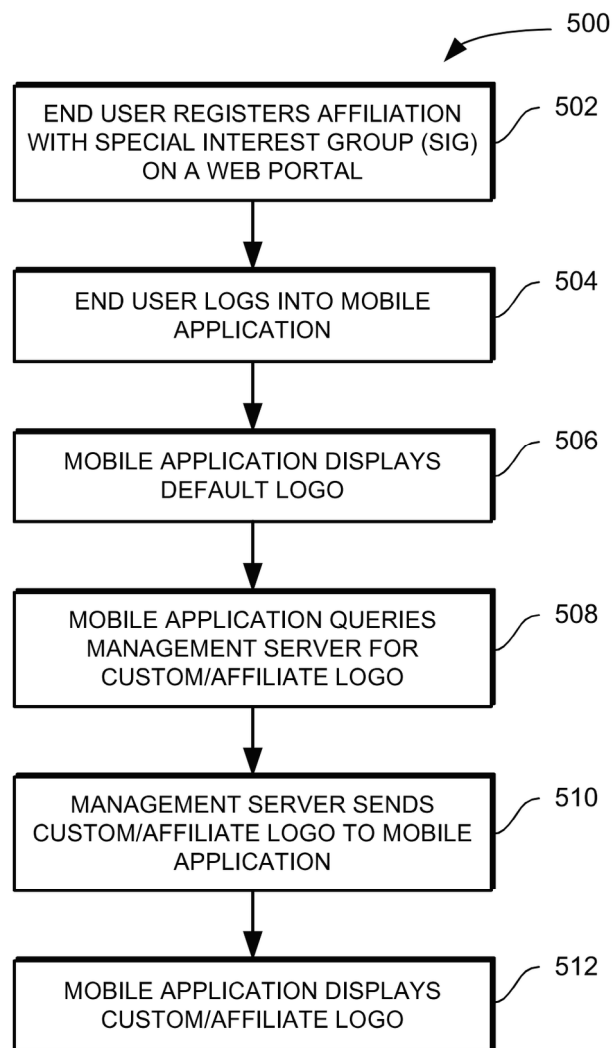 500
END USER REGISTERS AFFILIATION
WITH SPECIAL INTEREST GROUP (SIG)
ON A WEB PORTAL
502
END USER LOGS INTO MOBILE
APPLICATION
504
MOBILE APPLICATION DISPLAYS
DEFAULT LOGO
506
MOBILE APPLICATION QUERIES
MANAGEMENT SERVER FOR
CUSTOM/AFFILIATE LOGO
508
MANAGEMENT SERVER SENDS
CUSTOM/AFFILIATE LOGO TO MOBILE
APPLICATION
510
MOBILE APPLICATION DISPLAYS
CUSTOM/AFFILIATE LOGO
512